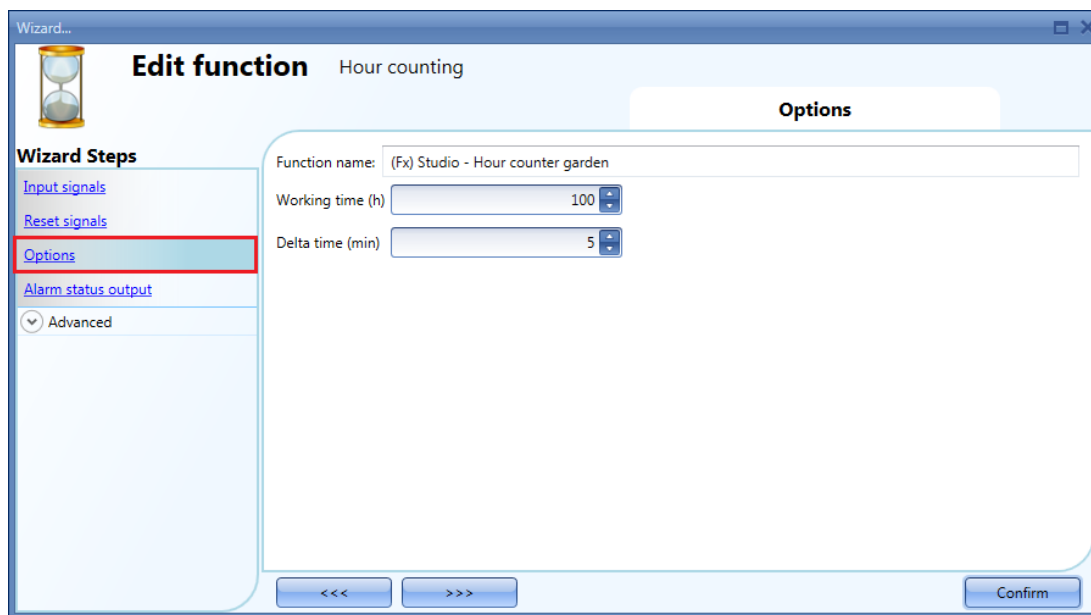 Wizard...
Edit function Hour counting
Options
Wizard Steps
Input signals
Reset signals
Options
Alarm status output
Advanced
Function name: (Fx) Studio - Hour counter garden
Working time (h) 100
Delta time (min) 5
<<< >>> Confirm